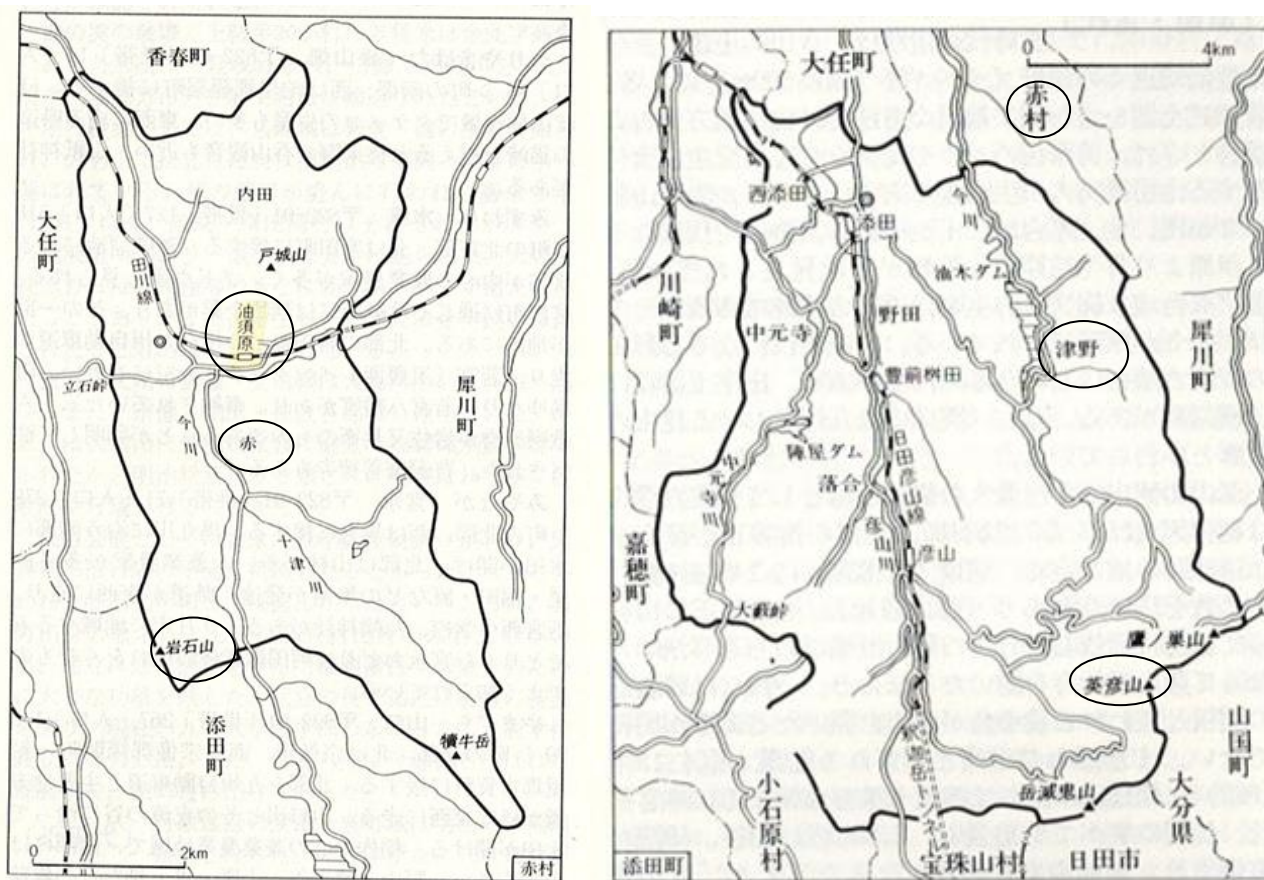 香春町
大任町
内田
戸城山
田川線
油須原
立石峠
今川
赤
犀川町
十津川
岩石山
添田町
犢牛岳
0
2km
赤村
0
4km
大任町
赤村
西添田
添田
今川
油木ダム
川崎町
野田
中元寺
津野
犀川町
豊前桝田
陣屋ダム
日田彦山線
中元寺川
落合
彦山川
彦山
嘉穂町
大藪峠
鷹ノ巣山
英彦山
山国町
大分県
岳滅鬼山
小石原村
宝珠山村
日田市
添田町